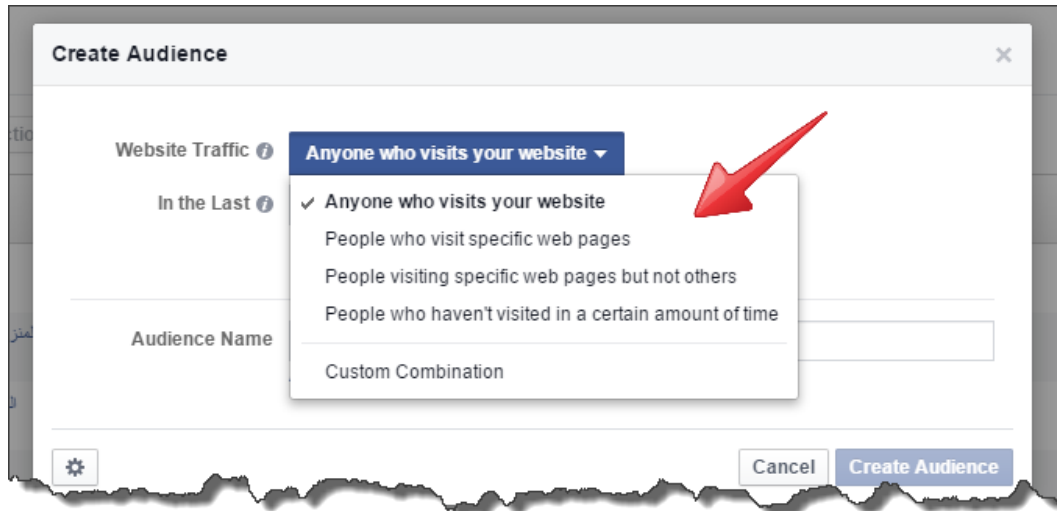 Create Audience
Website Traffic
Anyone who visits your website
In the Last
Anyone who visits your website
People who visit specific web pages
People visiting specific web pages but not others
People who haven't visited in a certain amount of time
Audience Name
Custom Combination
Cancel
Create Audience